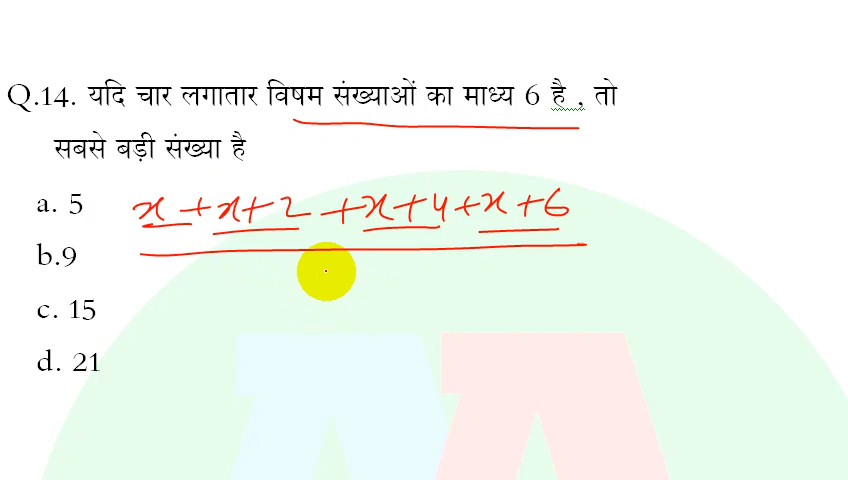 Q.14. यदि चार लगातार विषम संख्याओं का माध्य 6 है , तो
सबसे बड़ी संख्या है
a. 5
x + x + 2 + x + 4 + x + 6
b.9
c. 15
d. 21